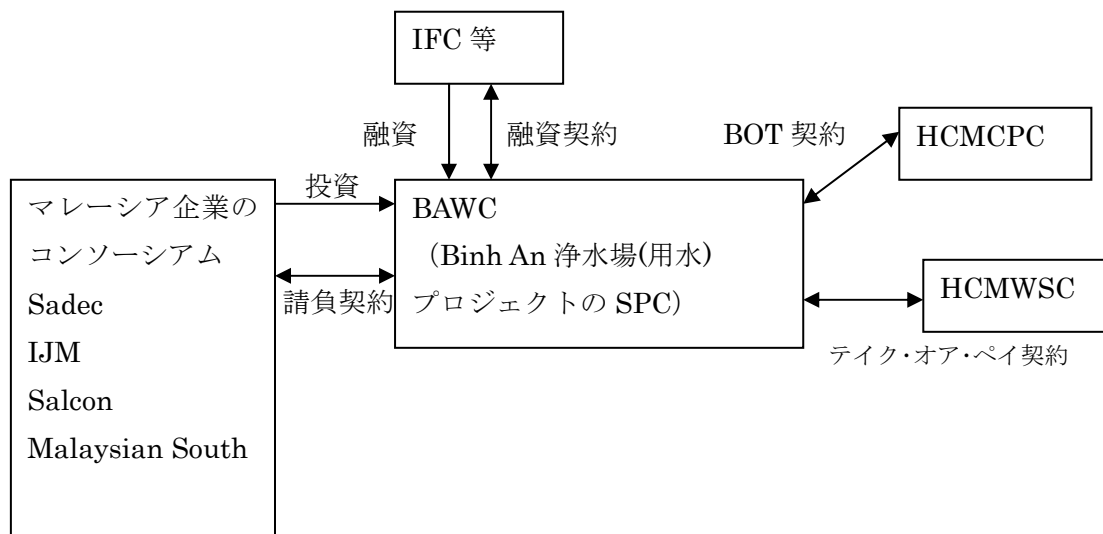 IFC 等
融資
融資契約
BOT 契約
HCMCPC
マレーシア企業の
コンソーシアム
Sadec
IJM
Salcon
Malaysian South
投資
請負契約
BAWC
（Binh An 浄水場(用水)
プロジェクトの SPC）
HCMWSC
テイク･オア･ペイ契約